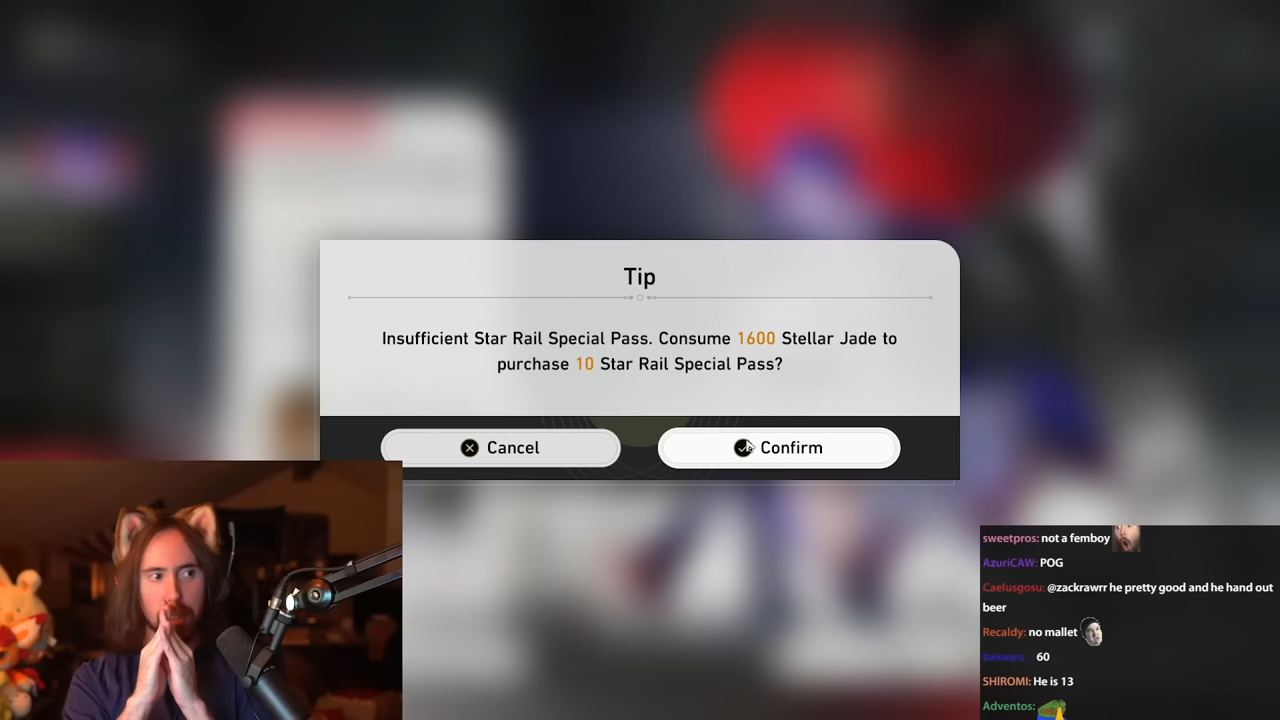 Tip
Insufficient Star Rail Special Pass. Consume 1600 Stellar Jade to
purchase 10 Star Rail Special Pass?
Cancel
Confirm
sweetpros: not a femboy
AzuriCAW: POG
Caelusgosu: @zackrawrr he pretty good and he hand out
beer
Recaldy: no mallet
bakaaru 60
SHIROMI: He is 13
Adventos: